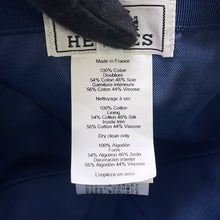 HERMES
Made in France
100% Coton
Doublure
54% Coton 46% Soie
Garniture intérieure
56% Coton 44% Viscose
Nettoyage à sec
100% Cotton
Lining
54% Cotton 46% Silk
Inside trim
56% Cotton 44% Viscose
Dry clean only
100% Algodón
Forro
54% Algodón 46% Seda
Decoración interior
56% Algodón 44% Viscosa
Limpieza en seco